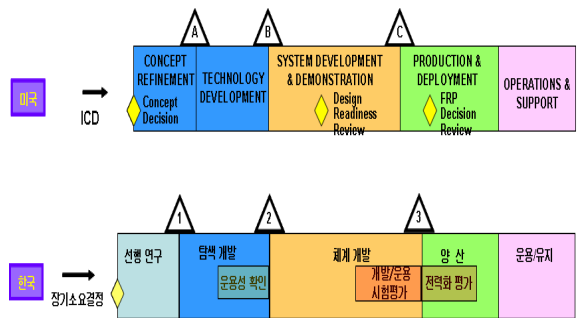 A
B
C
미국
ICD
CONCEPT
REFINEMENT
Concept
Decision
TECHNOLOGY
DEVELOPMENT
SYSTEM DEVELOPMENT
& DEMONSTRATION
Design
Readiness
Review
PRODUCTION &
DEPLOYMENT
FRP
Decision
Review
OPERATIONS &
SUPPORT
1
2
3
한국
장기소요결정
선행 연구
탐색 개발
운용성 확인
체계 개발
개발/운용
시험평가
양 산
전력화 평가
운용/유지